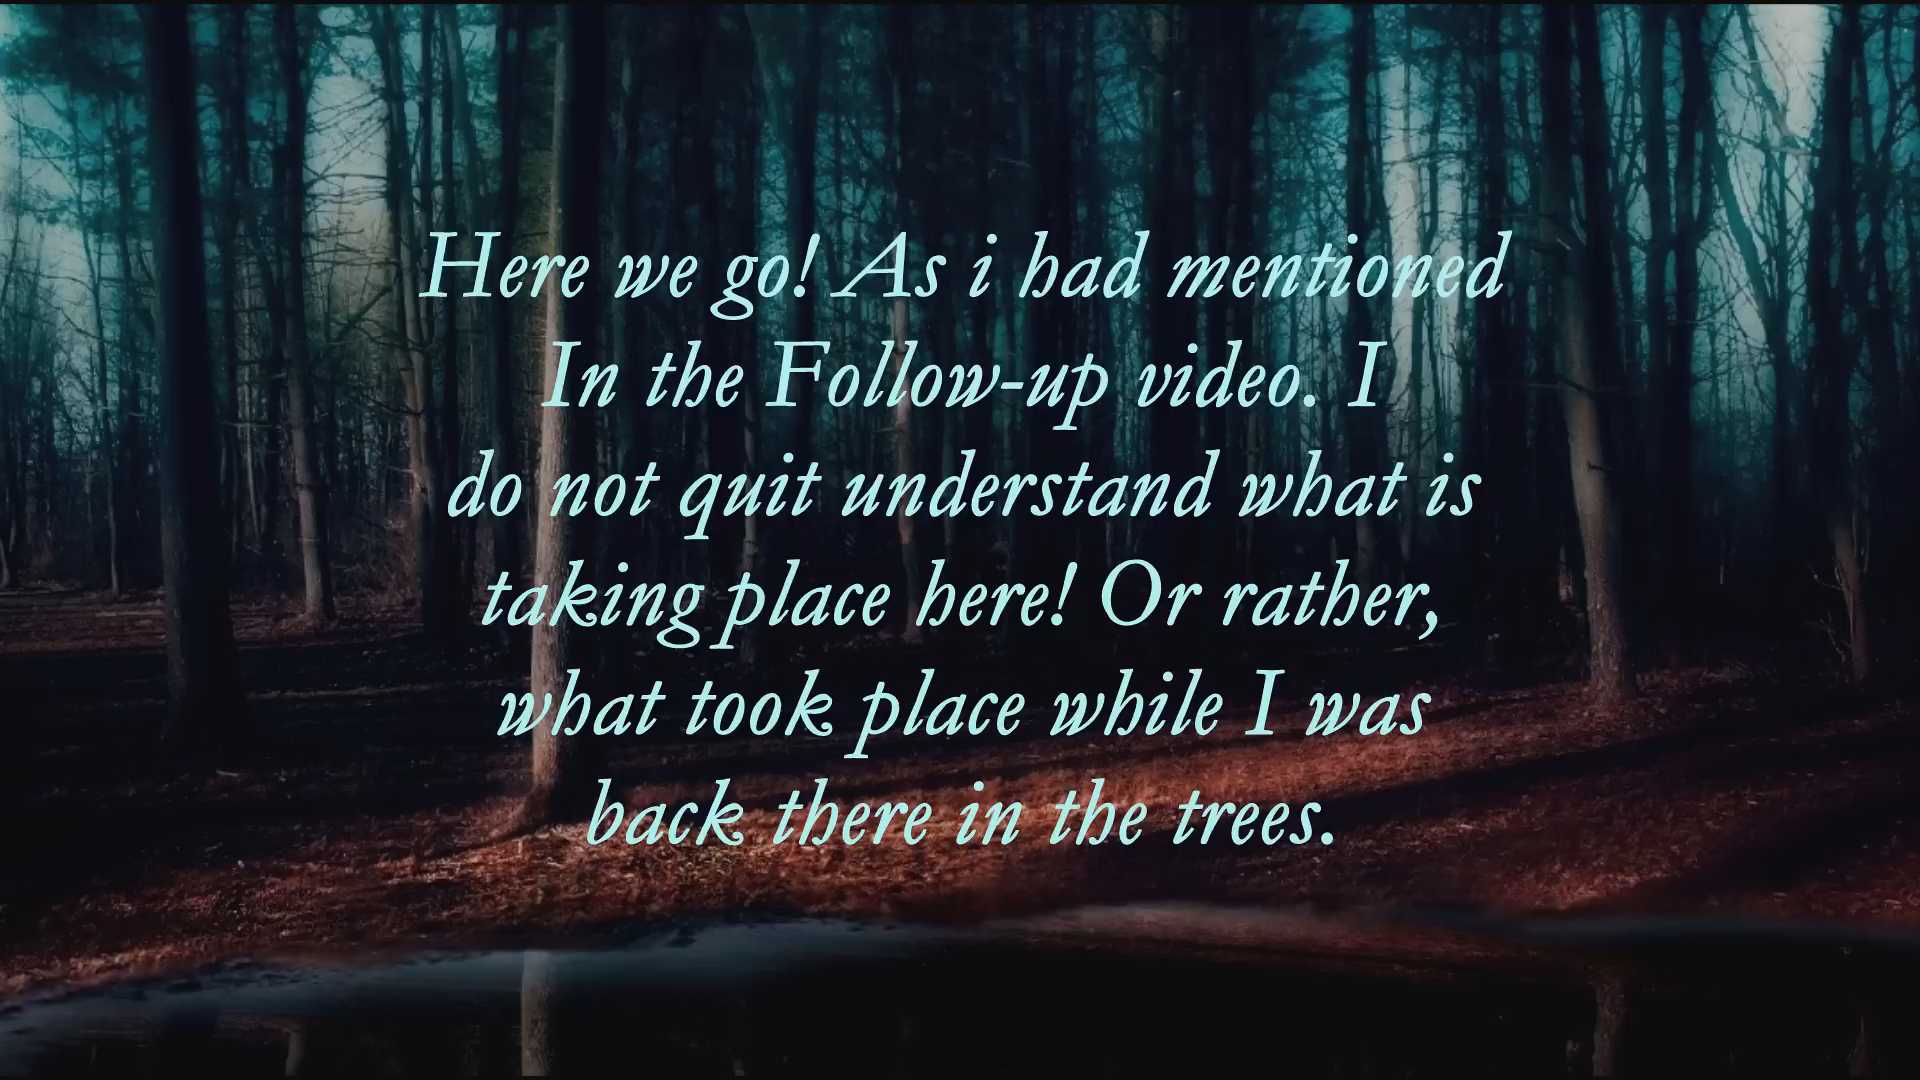 Here we go! As i had mentioned
In the Follow-up video. I
do not quit understand what is
taking place here! Or rather,
what took place while I was
back there in the trees.